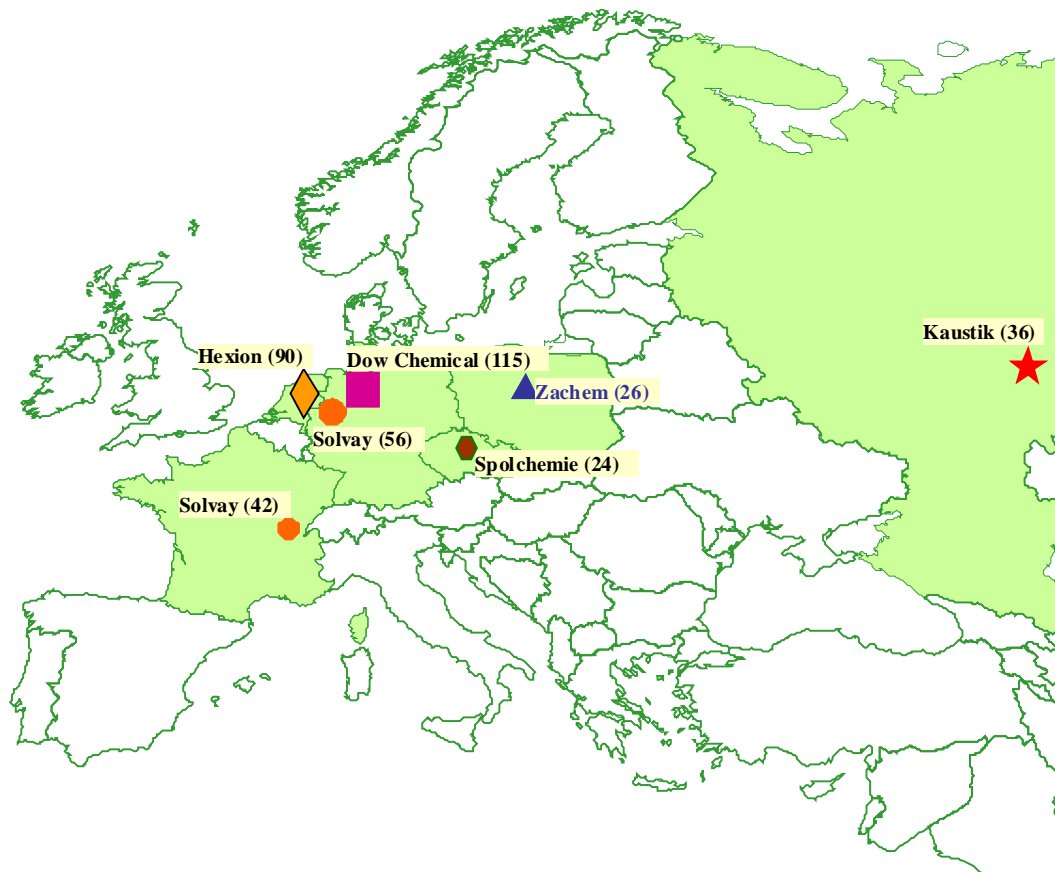 Kaustik (36)
Hexion (90)
Dow Chemical (115)
Zachem (26)
Solvay (56)
Spolchemie (24)
Solvay (42)